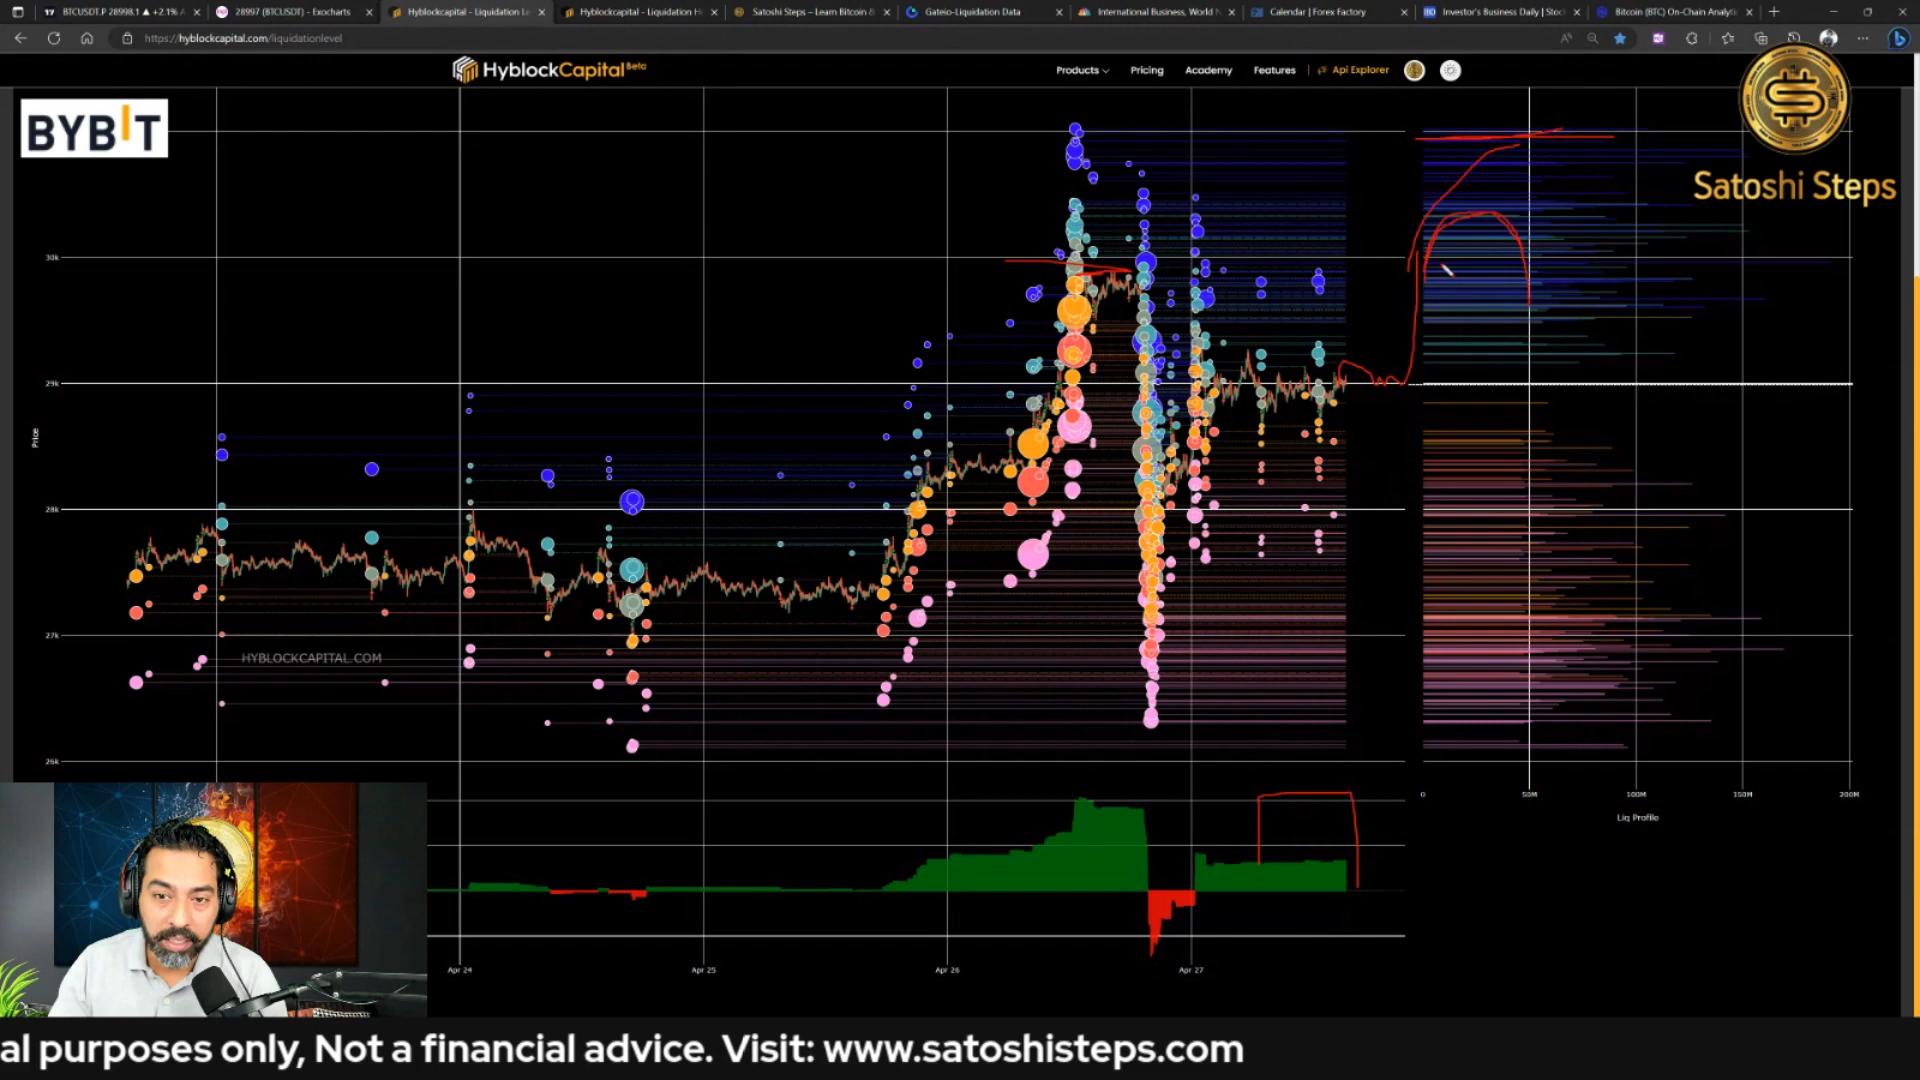 BTCUSDT.P 28998.1 ▲ +2.1%
28997 (BTCUSDT) - Exocharts
Hyblockcapital - Liquidation Le
Hyblockcapital - Liquidation H
Satoshi Steps – Learn Bitcoin &
Gateio-Liquidation Data
International Business, World N
Calendar | Forex Factory
Investor's Business Daily | Stoc
Bitcoin (BTC) On-Chain Analyti
https://hyblockcapital.com/liquidationlevel
HyblockCapital Beta
Products
Pricing
Academy
Features
Api Explorer
BYBIT
Satoshi Steps
30k
29k
28k
27k
26k
Price
HYBLOCKCAPITAL.COM
0
50M
100M
150M
200M
Liq Profile
Apr 24
Apr 25
Apr 26
Apr 27
al purposes only, Not a financial advice. Visit: www.satoshisteps.com